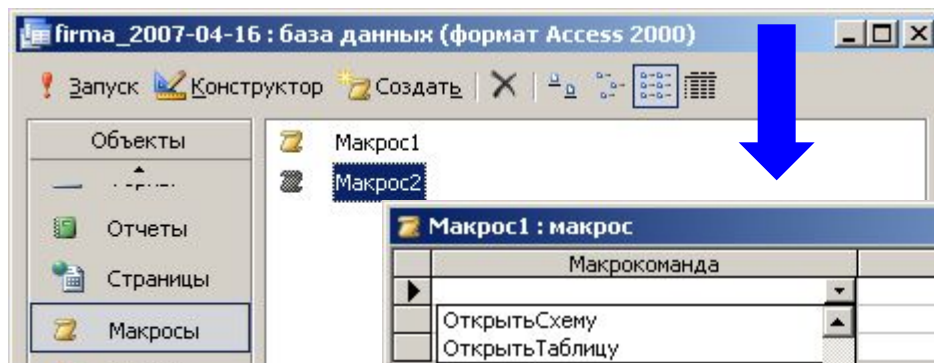 firma_2007-04-16 : база данных (формат Access 2000)
Запуск Конструктор Создать
Объекты
Макрос1
Макрос2
Отчеты
Страницы
Макросы
Макрос1 : макрос
Макрокоманда
ОткрытьСхему
ОткрытьТаблицу